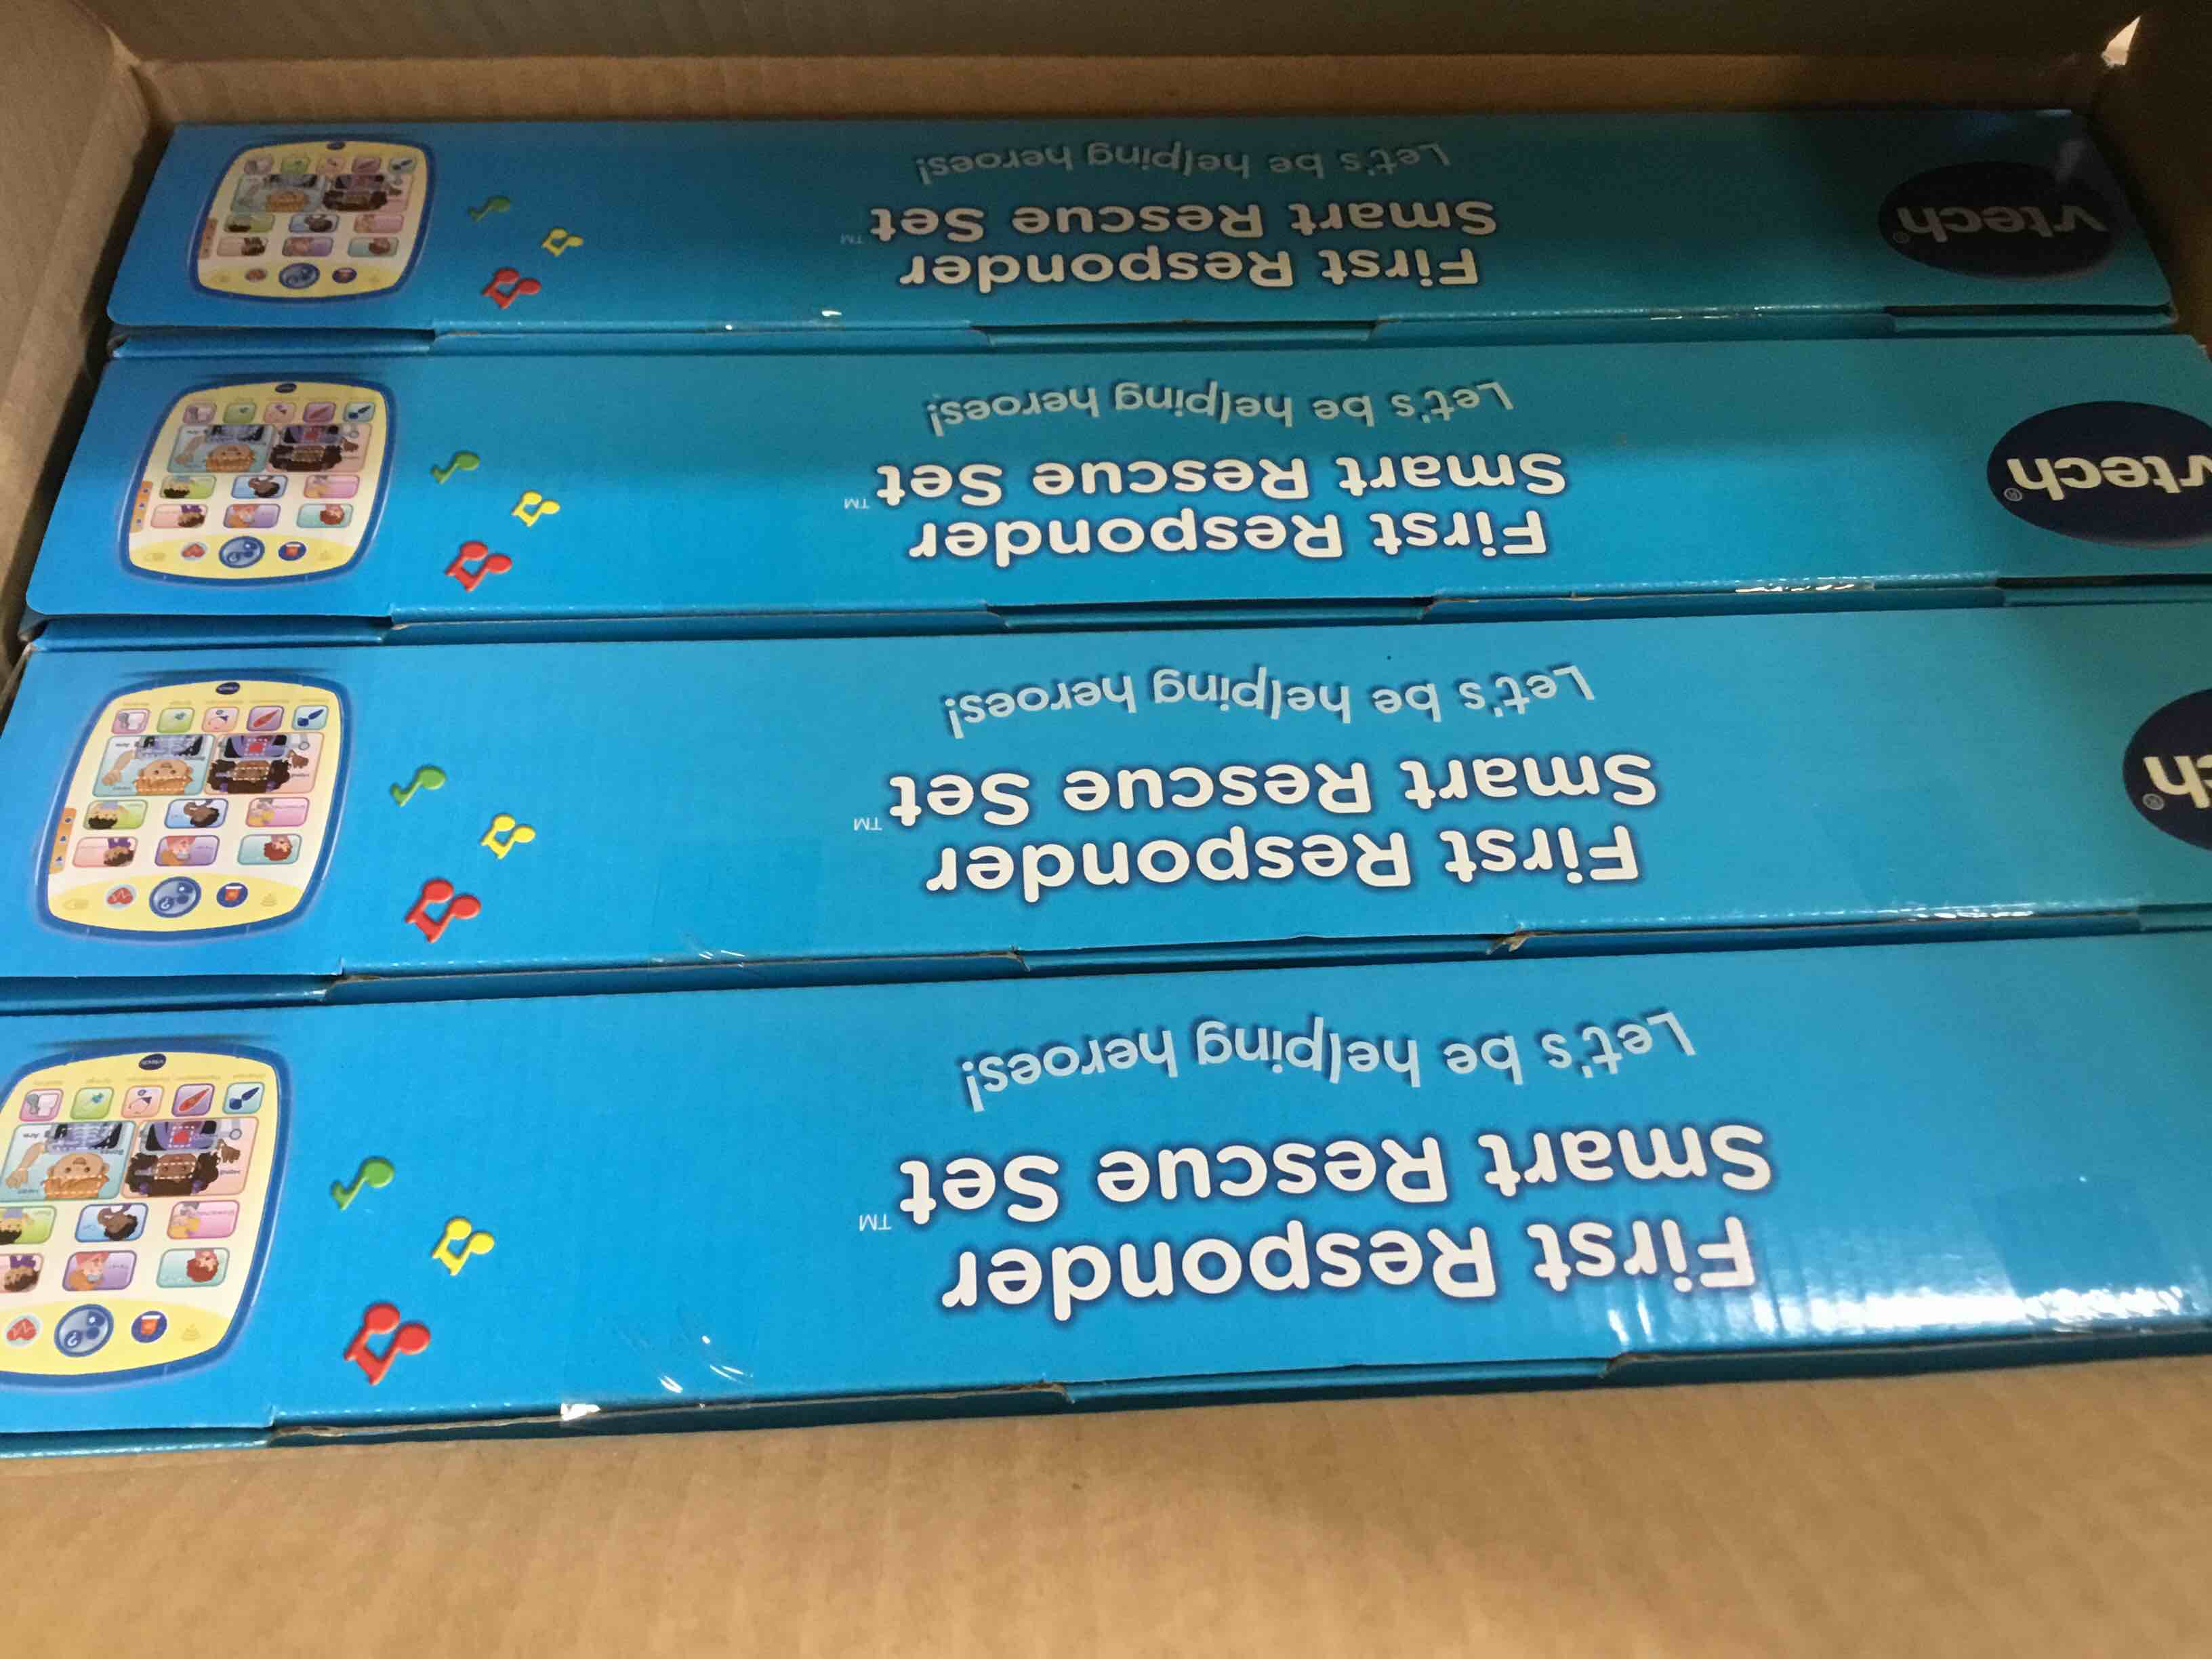 vtech®
First Responder
Smart Rescue Set™
Let's be helping heroes!
vtech®
First Responder
Smart Rescue Set™
Let's be helping heroes!
ch®
First Responder
Smart Rescue Set™
Let's be helping heroes!
First Responder
Smart Rescue Set™
Let's be helping heroes!